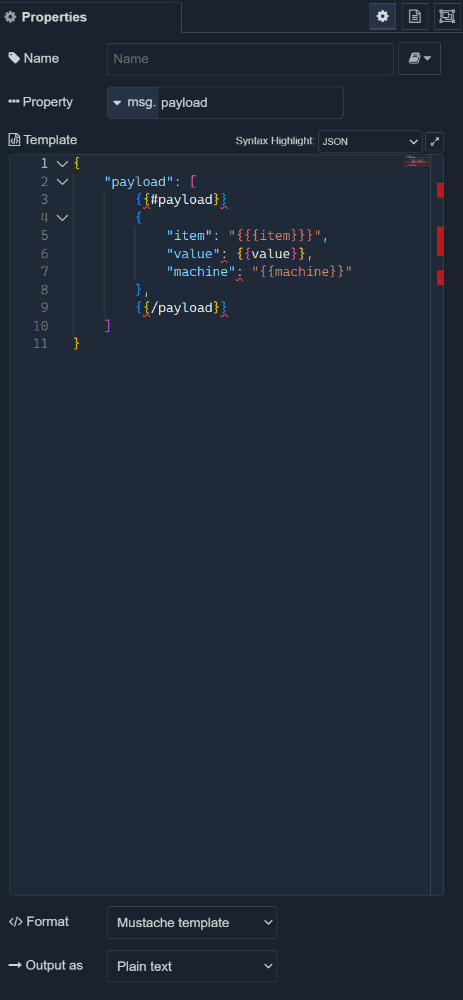 Properties
Name Name
Property msg. payload
Template Syntax Highlight: JSON
1 {
2 "payload": [
3 {{#payload}}
4 {
5 "item": "{{{item}}}",
6 "value": {{value}},
7 "machine": "{{machine}}"
8 },
9 {{/payload}}
10 ]
11 }
</> Format Mustache template
Output as Plain text